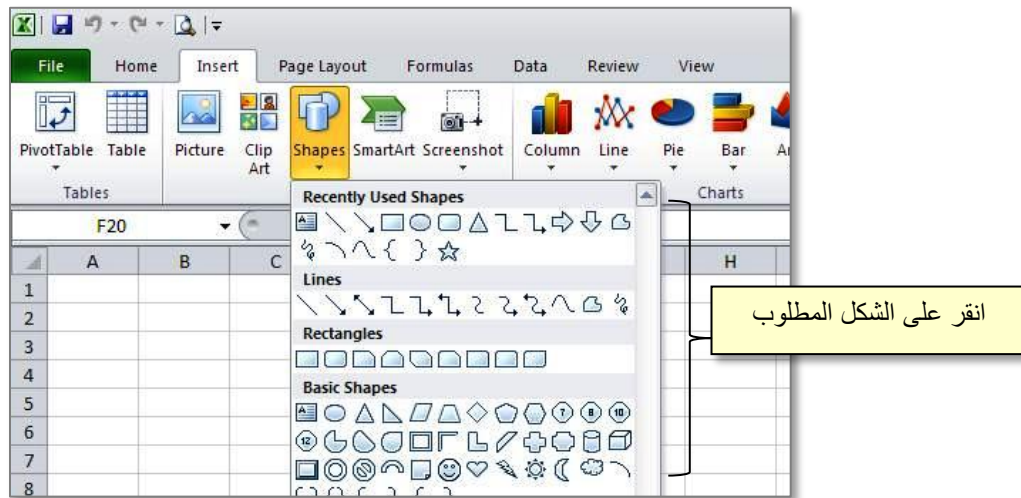 File Home Insert Page Layout Formulas Data Review View
PivotTable Table Picture Clip Art Shapes SmartArt Screenshot Column Line Pie Bar
Tables Charts
F20
Recently Used Shapes
A B C H
Lines
1
2
Rectangles
3
4
Basic Shapes
5
6
7
8
انقر على الشكل المطلوب